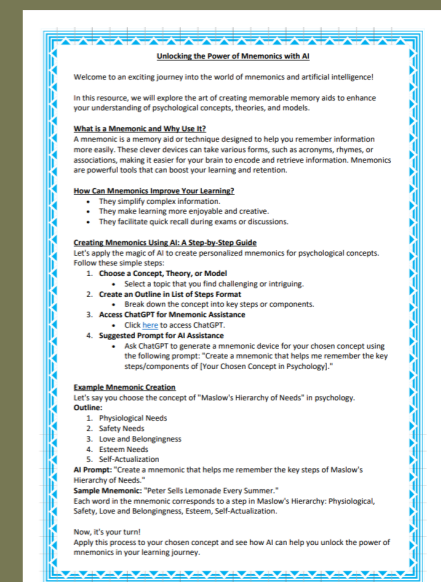 Unlocking the Power of Mnemonics with AI
Welcome to an exciting journey into the world of mnemonics and artificial intelligence!
In this resource, we will explore the art of creating memorable memory aids to enhance
your understanding of psychological concepts, theories, and models.
What is a Mnemonic and Why Use It?
A mnemonic is a memory aid or technique designed to help you remember information
more easily. These clever devices can take various forms, such as acronyms, rhymes, or
associations, making it easier for your brain to encode and retrieve information. Mnemonics
are powerful tools that can boost your learning and retention.
How Can Mnemonics Improve Your Learning?
• They simplify complex information.
• They make learning more enjoyable and creative.
• They facilitate quick recall during exams or discussions.
Creating Mnemonics Using AI: A Step-by-Step Guide
Let's apply the magic of AI to create personalized mnemonics for psychological concepts.
Follow these simple steps:
1. Choose a Concept, Theory, or Model
• Select a topic that you find challenging or intriguing.
2. Create an Outline in List of Steps Format
• Break down the concept into key steps or components.
3. Access ChatGPT for Mnemonic Assistance
• Click here to access ChatGPT.
4. Suggested Prompt for AI Assistance
• Ask ChatGPT to generate a mnemonic device for your chosen concept using
the following prompt: "Create a mnemonic that helps me remember the key
steps/components of [Your Chosen Concept in Psychology]."
Example Mnemonic Creation
Let's say you choose the concept of "Maslow's Hierarchy of Needs" in psychology.
Outline:
1. Physiological Needs
2. Safety Needs
3. Love and Belongingness
4. Esteem Needs
5. Self-Actualization
AI Prompt: "Create a mnemonic that helps me remember the key steps of Maslow's
Hierarchy of Needs."
Sample Mnemonic: "Peter Sells Lemonade Every Summer."
Each word in the mnemonic corresponds to a step in Maslow's Hierarchy: Physiological,
Safety, Love and Belongingness, Esteem, Self-Actualization.
Now, it's your turn!
Apply this process to your chosen concept and see how AI can help you unlock the power of
mnemonics in your learning journey.